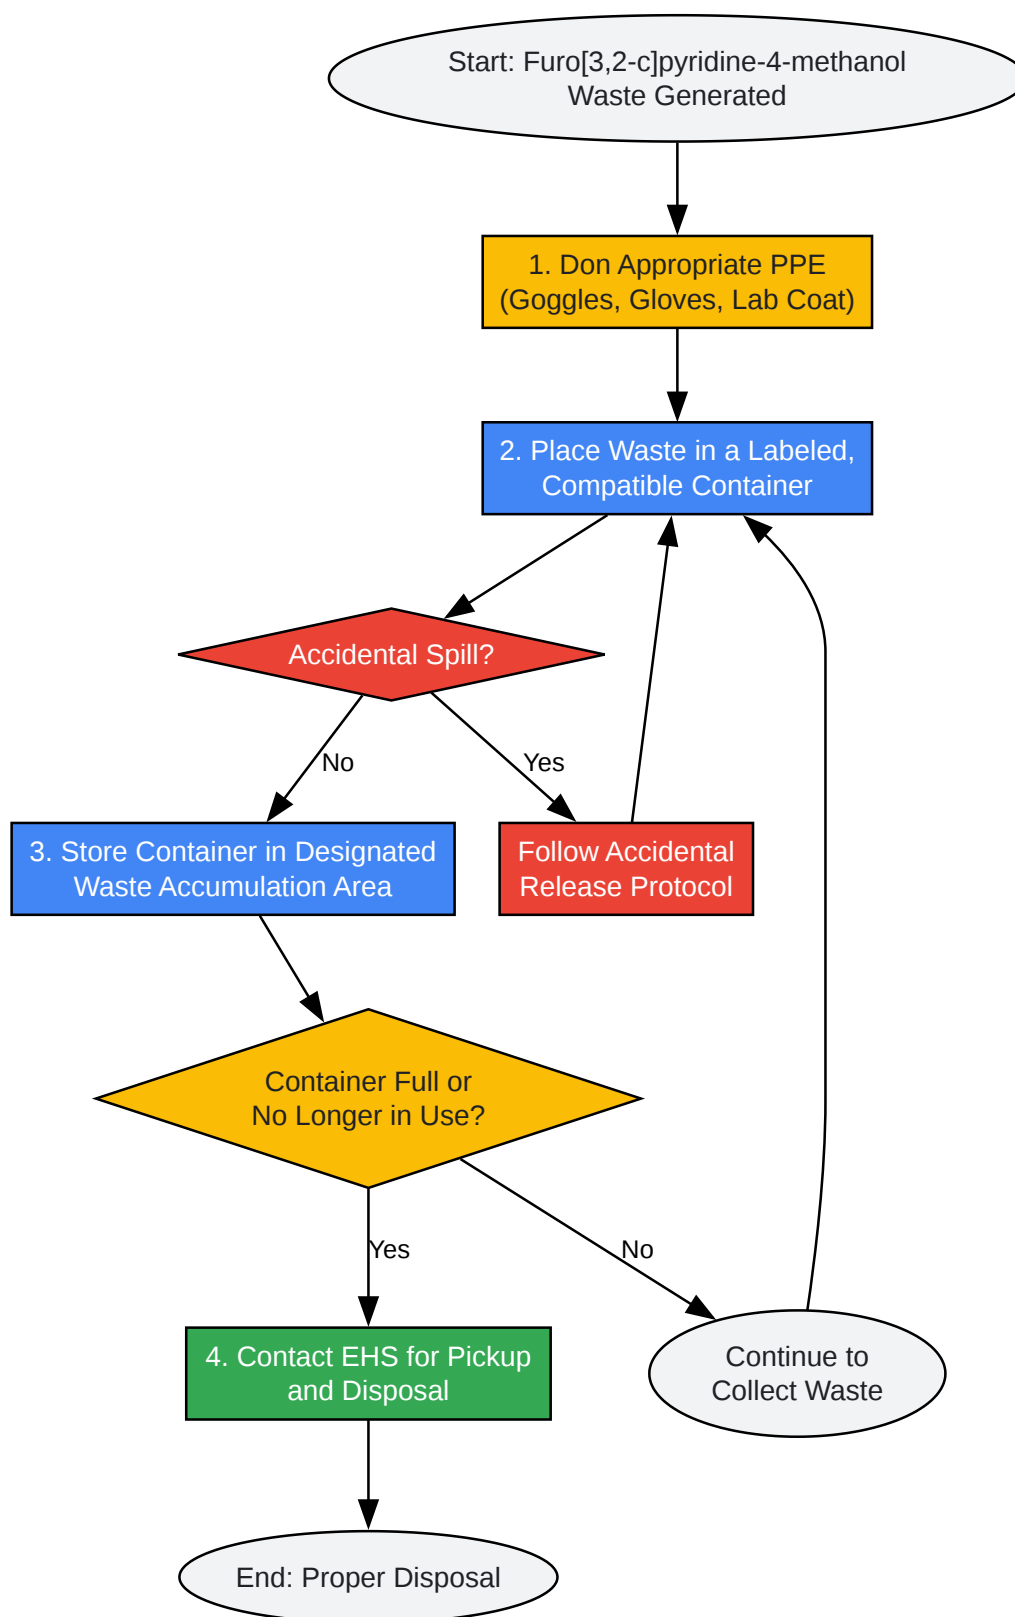 Start: Furo[3,2-c]pyridine-4-methanol
Waste Generated
1. Don Appropriate PPE
(Goggles, Gloves, Lab Coat)
2. Place Waste in a Labeled,
Compatible Container
Accidental Spill?
No
Yes
3. Store Container in Designated
Waste Accumulation Area
Follow Accidental
Release Protocol
Container Full or
No Longer in Use?
Yes
No
4. Contact EHS for Pickup
and Disposal
Continue to
Collect Waste
End: Proper Disposal